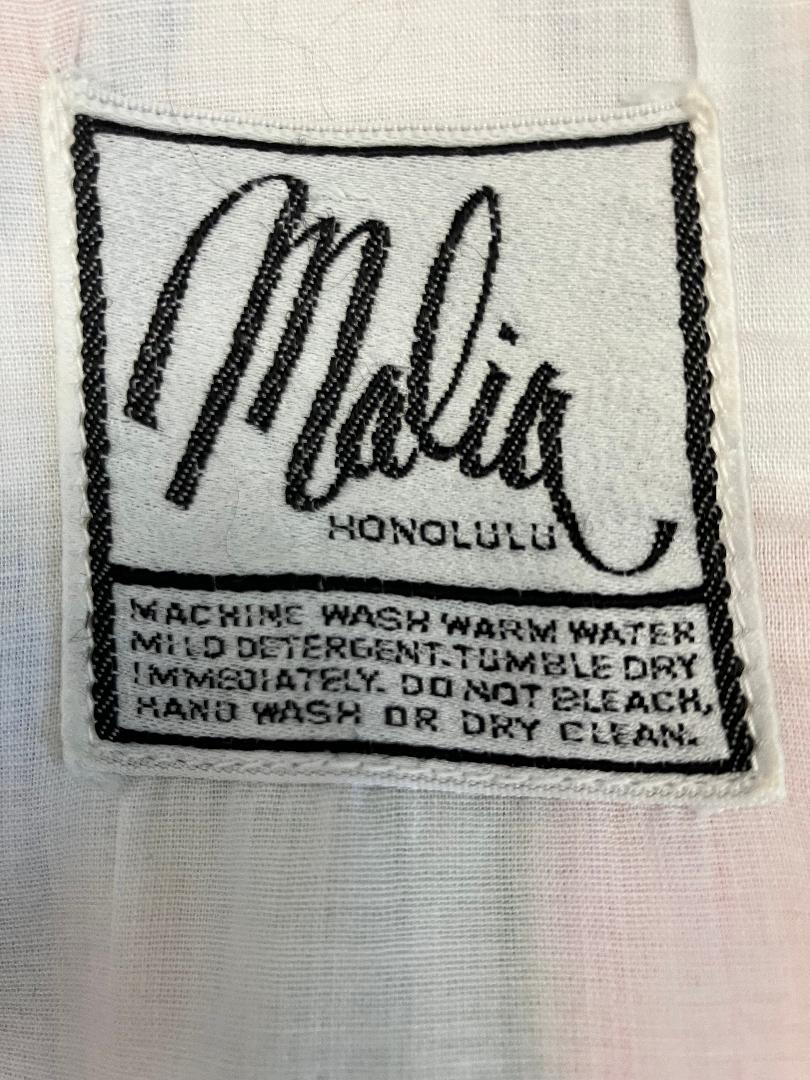 Malia
HONOLULU
MACHINE WASH WARM WATER
MILD DETERGENT. TUMBLE DRY
IMMEDIATELY. DO NOT BLEACH,
HAND WASH OR DRY CLEAN.